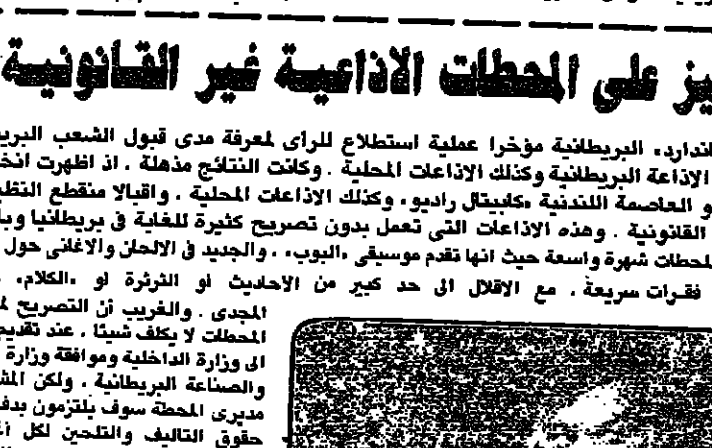 يز على المحطات الاذاعية غير القانونية
اندارد، البريطانية مؤخرا عملية استطلاع للراى لمعرفة مدى قبول الشعب البري
الاذاعة البريطانية وكذلك الاذاعات المحلية . وكانت النتائج مذهلة . اذ اظهرت انخ
و العاصمة اللندنية «كابيتال راديو» وكذلك الاذاعات المحلية . واقبالا منقطع النظي
القانونية . وهذه الاذاعات التى تعمل بدون تصريح كثيرة للغاية فى بريطانيا وب
لمحطات شهرة واسعة حيث انها تقدم موسيقى «البوب» . والجديد فى الالحان والاغانى حول
فقرات سريعة . مع الاقلال الى حد كبير من الاحاديث او الثرثرة او «الكلام»
المجدى . والغريب أن التصريح لم
المحطات لا يكلف شيئا . عند تقديم
الى وزارة الداخلية وموافقة وزارة
والصناعة البريطانية . ولكن المش
مديرى المحطة سوف يلتزمون بدف
حقوق التاليف والتلحين لكل أ